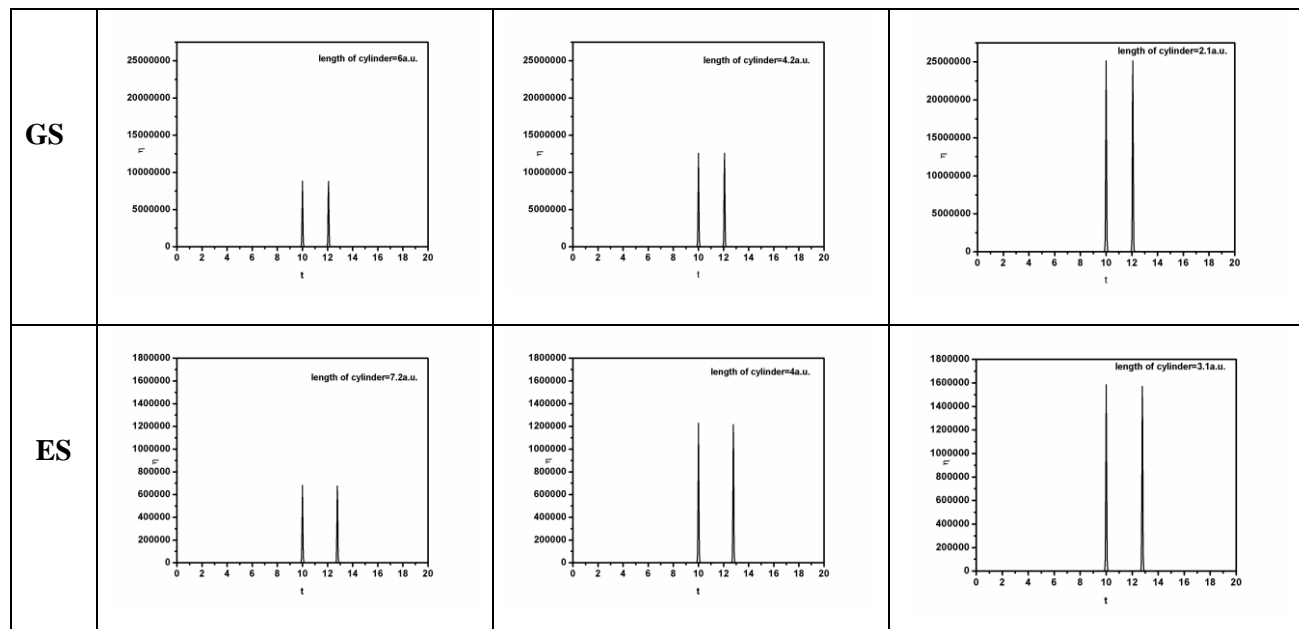 GS
length of cylinder=6a.u.
25000000
20000000
15000000
10000000
5000000
0
η
0 2 4 6 8 10 12 14 16 18 20
t
length of cylinder=4.2a.u.
25000000
20000000
15000000
10000000
5000000
0
η
0 2 4 6 8 10 12 14 16 18 20
t
length of cylinder=2.1a.u.
25000000
20000000
15000000
10000000
5000000
0
η
0 2 4 6 8 10 12 14 16 18 20
t
ES
length of cylinder=7.2a.u.
1800000
1600000
1400000
1200000
1000000
800000
600000
400000
200000
0
η
0 2 4 6 8 10 12 14 16 18 20
t
length of cylinder=4a.u.
1800000
1600000
1400000
1200000
1000000
800000
600000
400000
200000
0
η
0 2 4 6 8 10 12 14 16 18 20
t
length of cylinder=3.1a.u.
1800000
1600000
1400000
1200000
1000000
800000
600000
400000
200000
0
η
0 2 4 6 8 10 12 14 16 18 20
t